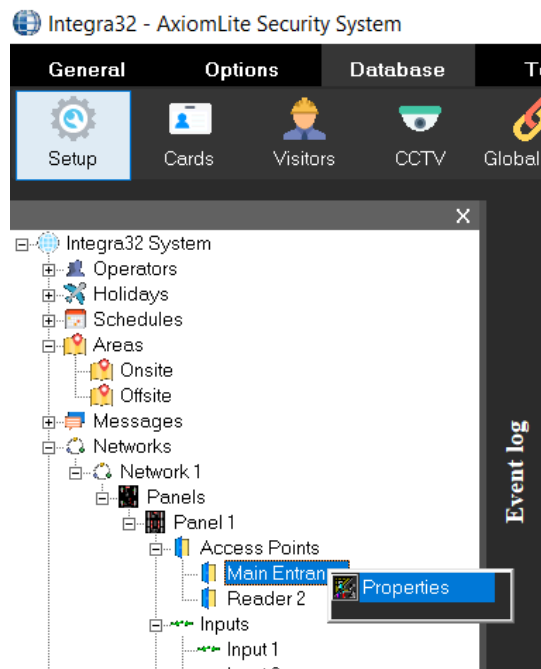 Integra32 - AxiomLite Security System
General Options Database
Setup Cards Visitors CCTV Global
X
Integra32 System
Operators
Holidays
Schedules
Areas
Onsite
Offsite
Messages
Networks
Network 1
Panels
Panel 1
Access Points
Main Entran
Properties
Reader 2
Inputs
Input 1
Event log